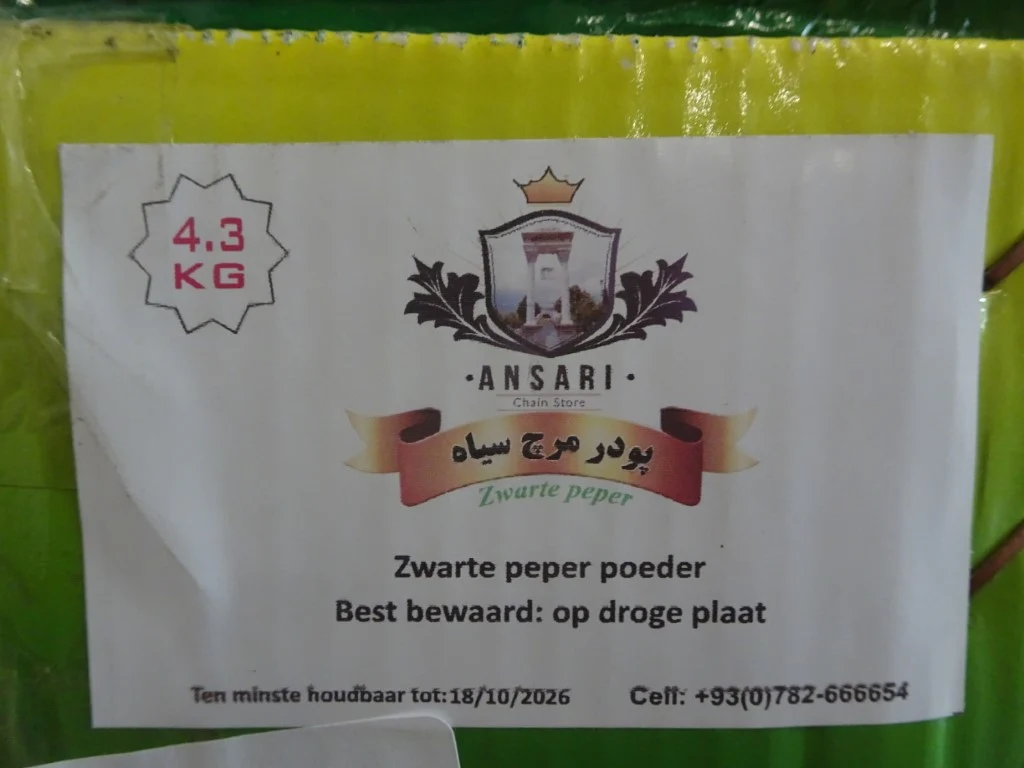 4.3
KG
·ANSARI·
Chain Store
پودر مرچ سیاه
Zwarte peper
Zwarte peper poeder
Best bewaard: op droge plaat
Ten minste houdbaar tot:18/10/2026
Cell: +93(0)782-666654